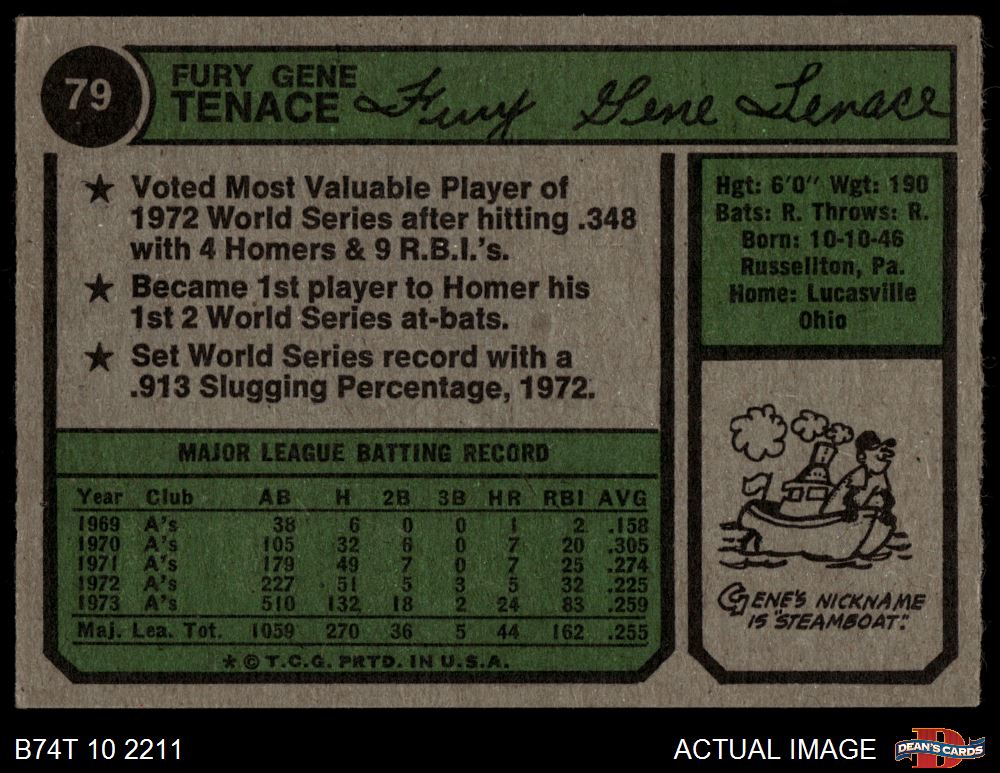 79
FURY GENE
TENACE
Fury Gene Tenace
★ Voted Most Valuable Player of
1972 World Series after hitting .348
with 4 Homers & 9 R.B.I.'s.
★ Became 1st player to Homer his
1st 2 World Series at-bats.
★ Set World Series record with a
.913 Slugging Percentage, 1972.
Hgt: 6'0" Wgt: 190
Bats: R. Throws: R.
Born: 10-10-46
Russellton, Pa.
Home: Lucasville
Ohio
MAJOR LEAGUE BATTING RECORD
Year Club AB H 2B 3B HR RBI AVG
1969 A's 38 6 0 0 1 2 .158
1970 A's 105 32 6 0 7 20 .305
1971 A's 179 49 7 0 7 25 .274
1972 A's 227 51 5 3 5 32 .225
1973 A's 510 132 18 2 24 83 .259
Maj. Lea. Tot. 1059 270 36 5 44 162 .255
* © T.C.G. PRTD. IN U.S.A.
GENE'S NICKNAME
IS "STEAMBOAT."
B74T 10 2211
ACTUAL IMAGE
D
DEAN'S CARDS